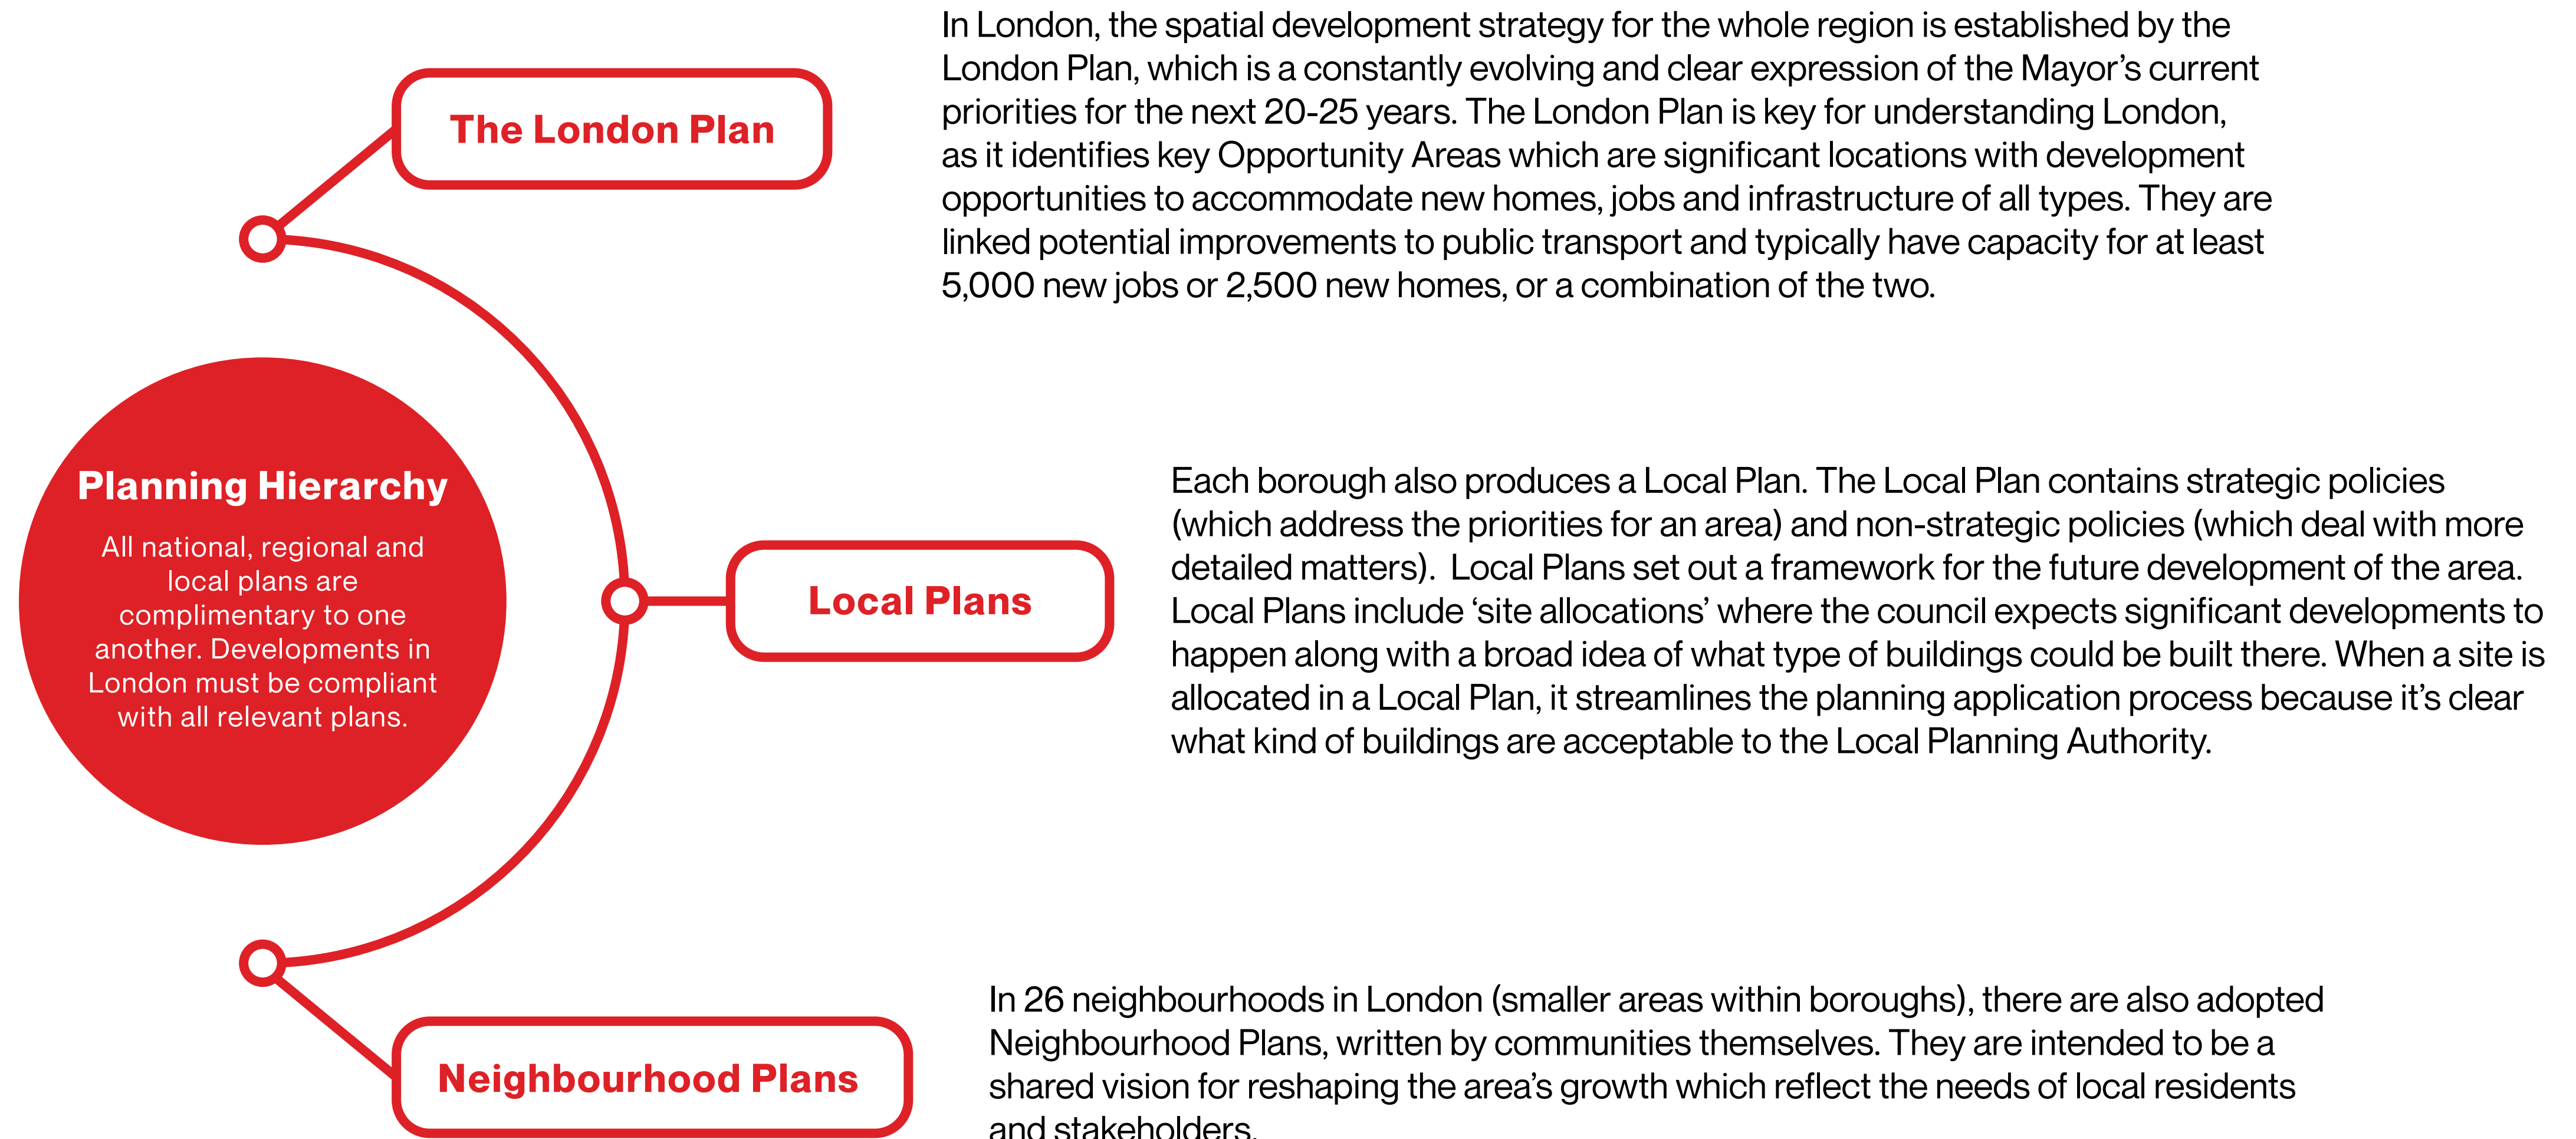 The London Plan
In London, the spatial development strategy for the whole region is established by the
London Plan, which is a constantly evolving and clear expression of the Mayor’s current
priorities for the next 20-25 years. The London Plan is key for understanding London,
as it identifies key Opportunity Areas which are significant locations with development
opportunities to accommodate new homes, jobs and infrastructure of all types. They are
linked potential improvements to public transport and typically have capacity for at least
5,000 new jobs or 2,500 new homes, or a combination of the two.
Planning Hierarchy
All national, regional and
local plans are
complimentary to one
another. Developments in
London must be compliant
with all relevant plans.
Local Plans
Each borough also produces a Local Plan. The Local Plan contains strategic policies
(which address the priorities for an area) and non-strategic policies (which deal with more
detailed matters).  Local Plans set out a framework for the future development of the area.
Local Plans include ‘site allocations’ where the council expects significant developments to
happen along with a broad idea of what type of buildings could be built there. When a site is
allocated in a Local Plan, it streamlines the planning application process because it’s clear
what kind of buildings are acceptable to the Local Planning Authority.
Neighbourhood Plans
In 26 neighbourhoods in London (smaller areas within boroughs), there are also adopted
Neighbourhood Plans, written by communities themselves. They are intended to be a
shared vision for reshaping the area’s growth which reflect the needs of local residents
and stakeholders.